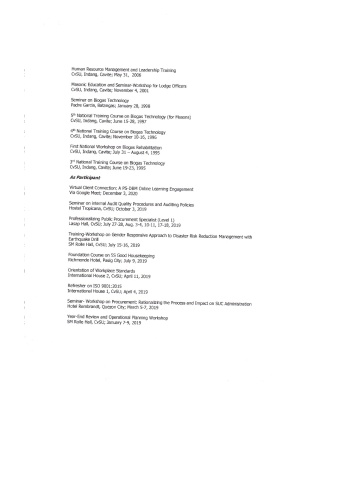 Human Resource Management and Leadership Training
CvSU, Indang, Cavite; May 31, 2006
Masonic Education and Seminar Workshop for Lodge Officers
CvSU, Indang, Cavite; November 4, 2001
Seminar on Biogas Technology
Padre Garcia, Batangas; January 28, 1998
5th National Training Course on Biogas Technology (for Masons)
CvSU, Indang, Cavite; June 15-28, 1997
4th National Training Course on Biogas Technology
CvSU, Indang, Cavite; November 10-16, 1996
First National Workshop on Biogas Rehabilitation
CvSU, Indang, Cavite; July 31 - August 4, 1995
3rd National Training Course on Biogas Technology
CvSU, Indang, Cavite; June 19-23, 1995
As Participant
Virtual Client Connection: A PS-DBM Online Learning Engagement
Via Google Meet; December 3, 2020
Seminar on Internal Audit Quality Procedures and Auditing Policies
Hostel Tropicana, CvSU; October 3, 2019
Professionalizing Public Procurement Specialist (Level 1)
Lasap Hall, CvSU; July 27-28, Aug. 3-4, 10-11, 17-18, 2019
Training-Workshop on Gender Responsive Approach to Disaster Risk Reduction Management with
Earthquake Drill
SM Rolle Hall, CvSU; July 15-16, 2019
Foundation Course on 5S Good Housekeeping
Richmonde Hotel, Pasig City; July 9, 2019
Orientation of Workplace Standards
International House 2, CvSU; April 11, 2019
Refresher on ISO 9001:2015
International House 1, CvSU; April 4, 2019
Seminar- Workshop on Procurement: Rationalizing the Process and Impact on SUC Administration
Hotel Rembrandt, Quezon City; March 5-7, 2019
Year-End Review and Operational Planning Workshop
SM Rolle Hall, CvSU; January 7-9, 2019